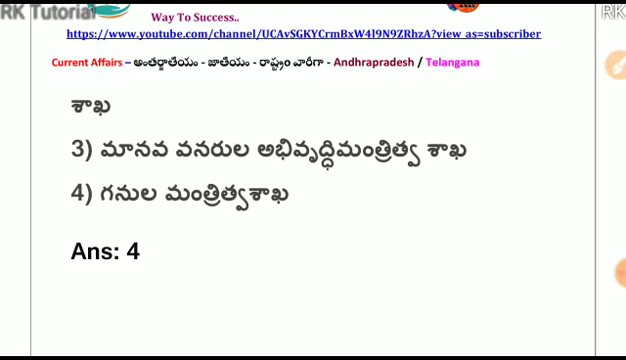 RK Tutorial
RK
Way To Success..
https://www.youtube.com/channel/UCAvSGKYCrmBxW4l9N9ZRhzA?view_as=subscriber
Current Affairs – అంతర్జాతీయం - జాతీయం - రాష్ట్రం వారీగా - Andhrapradesh / Telangana
శాఖ
3) మానవ వనరుల అభివృద్ధిమంత్రిత్వ శాఖ
4) గనుల మంత్రిత్వశాఖ
Ans: 4